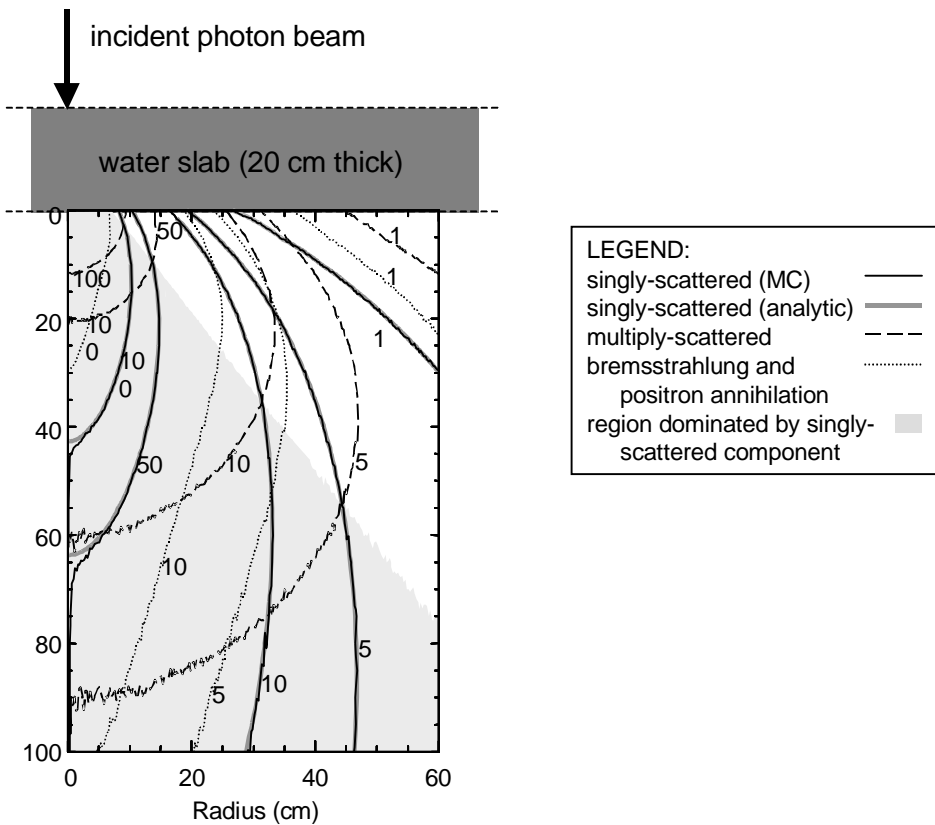 incident photon beam
water slab (20 cm thick)
0
20
40
60
80
100
0
20
40
60
Radius (cm)
50
1
1
1
100
10
0
10
0
50
10
5
10
5
10
5
LEGEND:
singly-scattered (MC)
singly-scattered (analytic)
multiply-scattered
bremsstrahlung and
positron annihilation
region dominated by singly-
scattered component